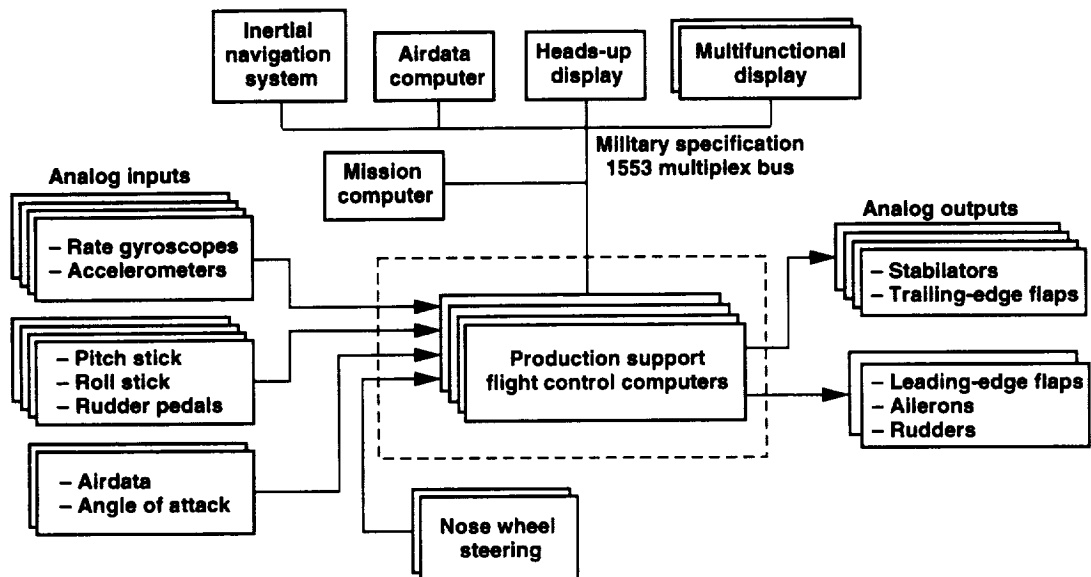 Inertial
navigation
system
Airdata
computer
Heads-up
display
Multifunctional
display
Military specification
1553 multiplex bus
Mission
computer
Analog inputs
– Rate gyroscopes
– Accelerometers
– Pitch stick
– Roll stick
– Rudder pedals
– Airdata
– Angle of attack
Production support
flight control computers
Nose wheel
steering
Analog outputs
– Stabilators
– Trailing-edge flaps
– Leading-edge flaps
– Ailerons
– Rudders